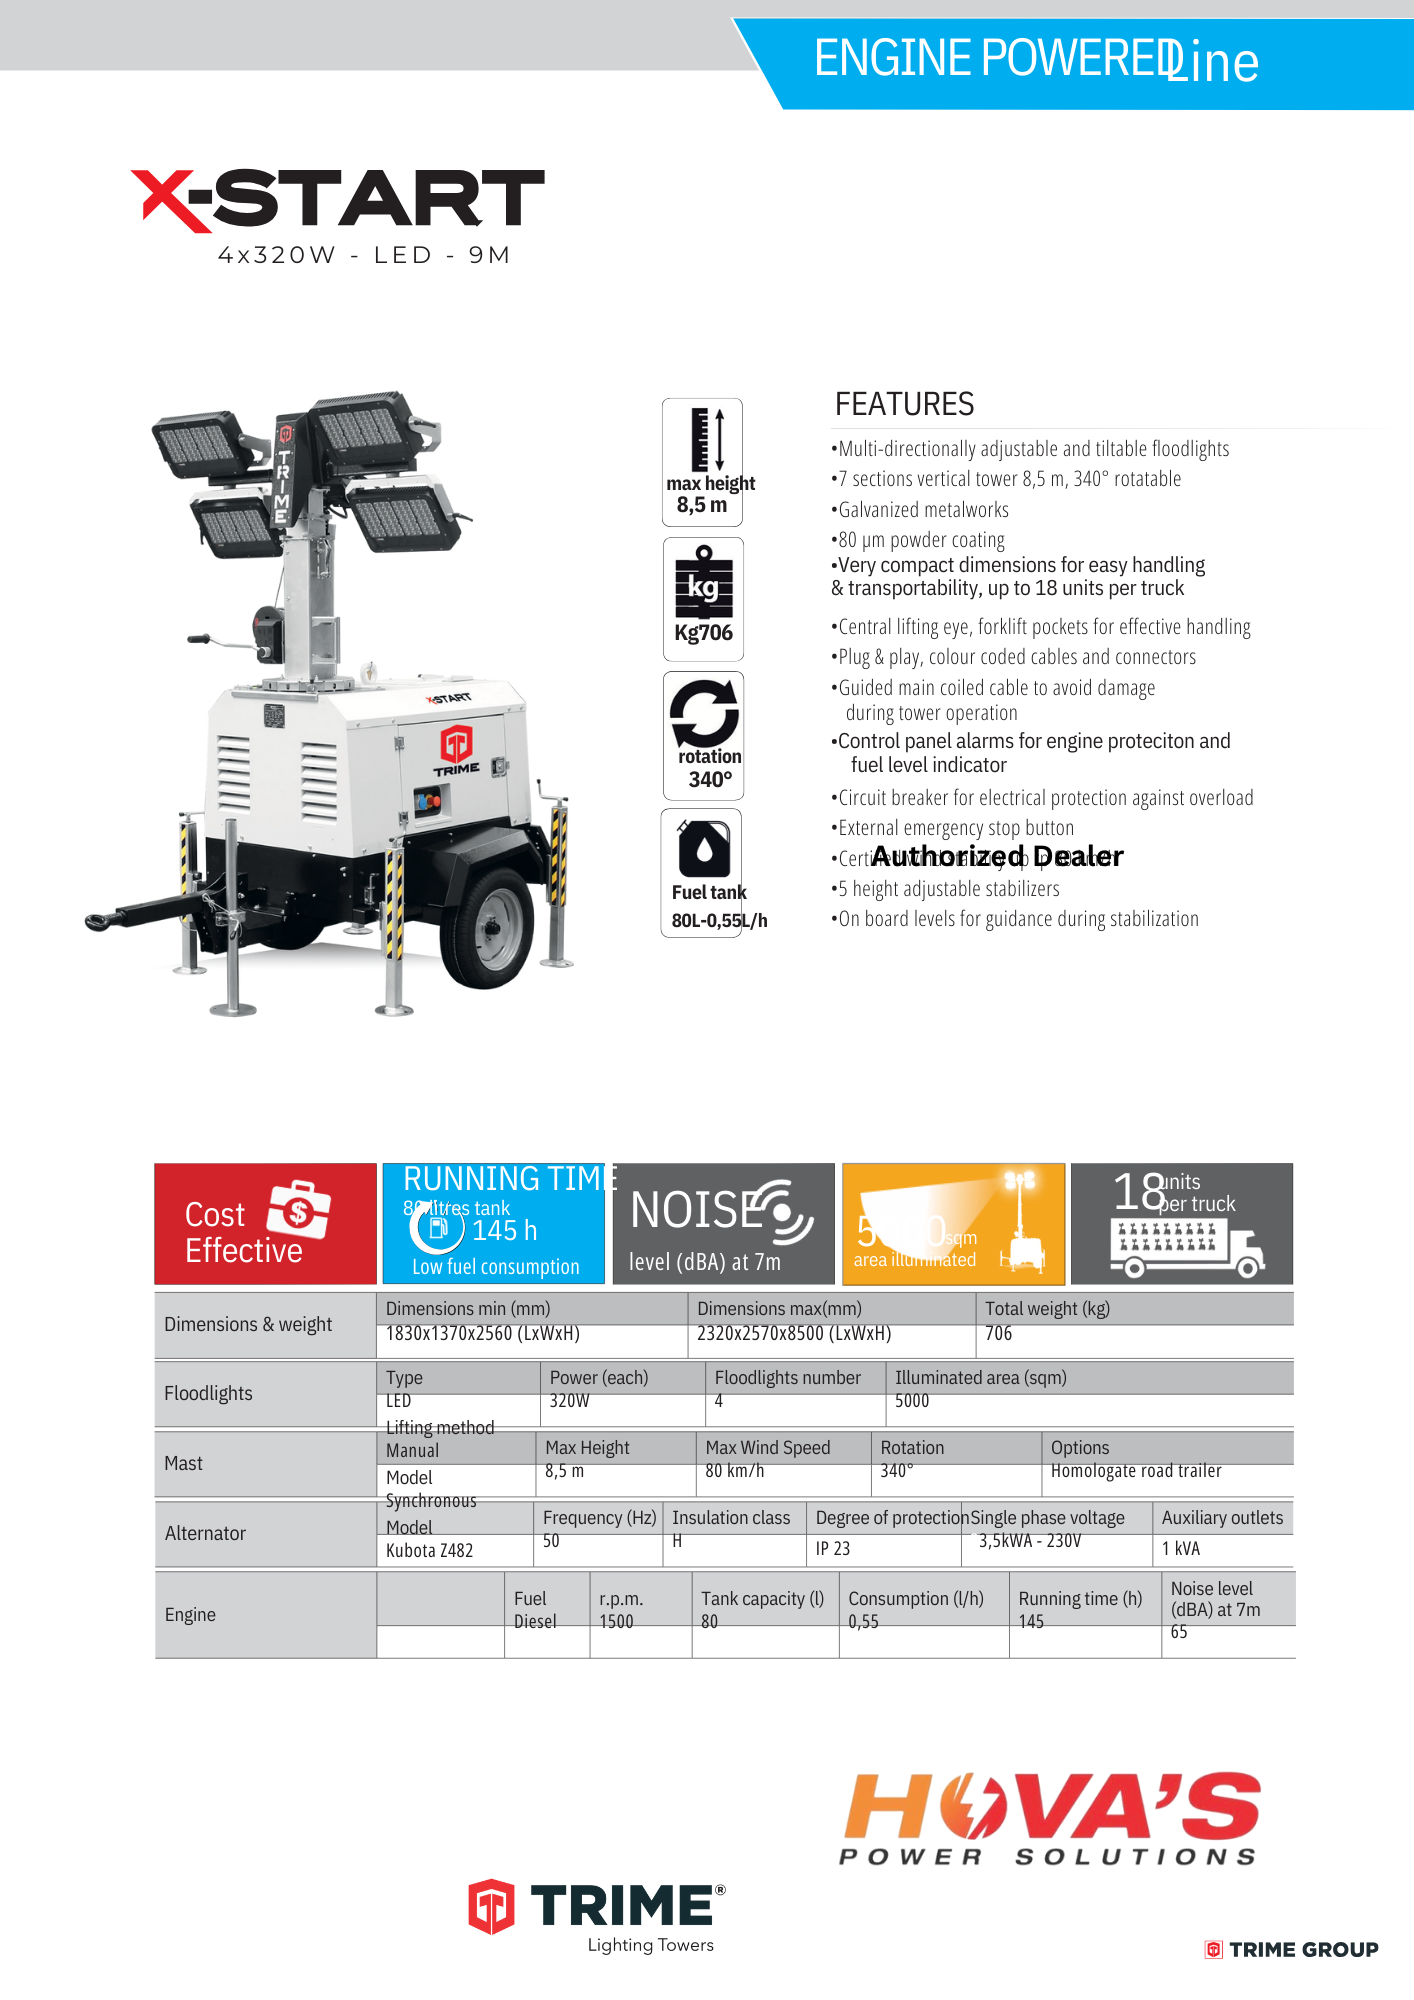 ENGINE POWERED Line
X-START
4x320W - LED - 9M
TRIME
X-START
TRIME
max height
8,5 m
kg
Kg706
rotation
340°
Fuel tank
80L-0,55L/h
FEATURES
•Multi-directionally adjustable and tiltable floodlights
•7 sections vertical tower 8,5 m, 340° rotatable
•Galvanized metalworks
•80 µm powder coating
•Very compact dimensions for easy handling
& transportability, up to 18 units per truck
•Central lifting eye, forklift pockets for effective handling
•Plug & play, colour coded cables and connectors
•Guided main coiled cable to avoid damage
during tower operation
•Control panel alarms for engine proteciton and
fuel level indicator
•Circuit breaker for electrical protection against overload
•External emergency stop button
Authorized Dealer
•5 height adjustable stabilizers
•On board levels for guidance during stabilization
Cost
Effective
RUNNING TIME
80 litres tank
145 h
Low fuel consumption
NOISE
level (dBA) at 7m
sqm
area illuminated
18 units
per truck
Dimensions & weight
Dimensions min (mm) Dimensions max(mm) Total weight (kg)
1830x1370x2560 (LxWxH) 2320x2570x8500 (LxWxH) 706
Floodlights
Type Power (each) Floodlights number Illuminated area (sqm)
LED 320W 4 5000
Mast
Lifting method Max Height Max Wind Speed Rotation Options
Manual 8,5 m 80 km/h 340° Homologate road trailer
Alternator
Model Frequency (Hz) Insulation class Degree of protection Single phase voltage Auxiliary outlets
Synchronous 50 H IP 23 3,5kWA - 230V 1 kVA
Engine
Model Fuel r.p.m. Tank capacity (l) Consumption (l/h) Running time (h) Noise level
(dBA) at 7m
Kubota Z482 Diesel 1500 80 0,55 145 65
HOVA'S
POWER SOLUTIONS
TRIME®
Lighting Towers
TRIME GROUP